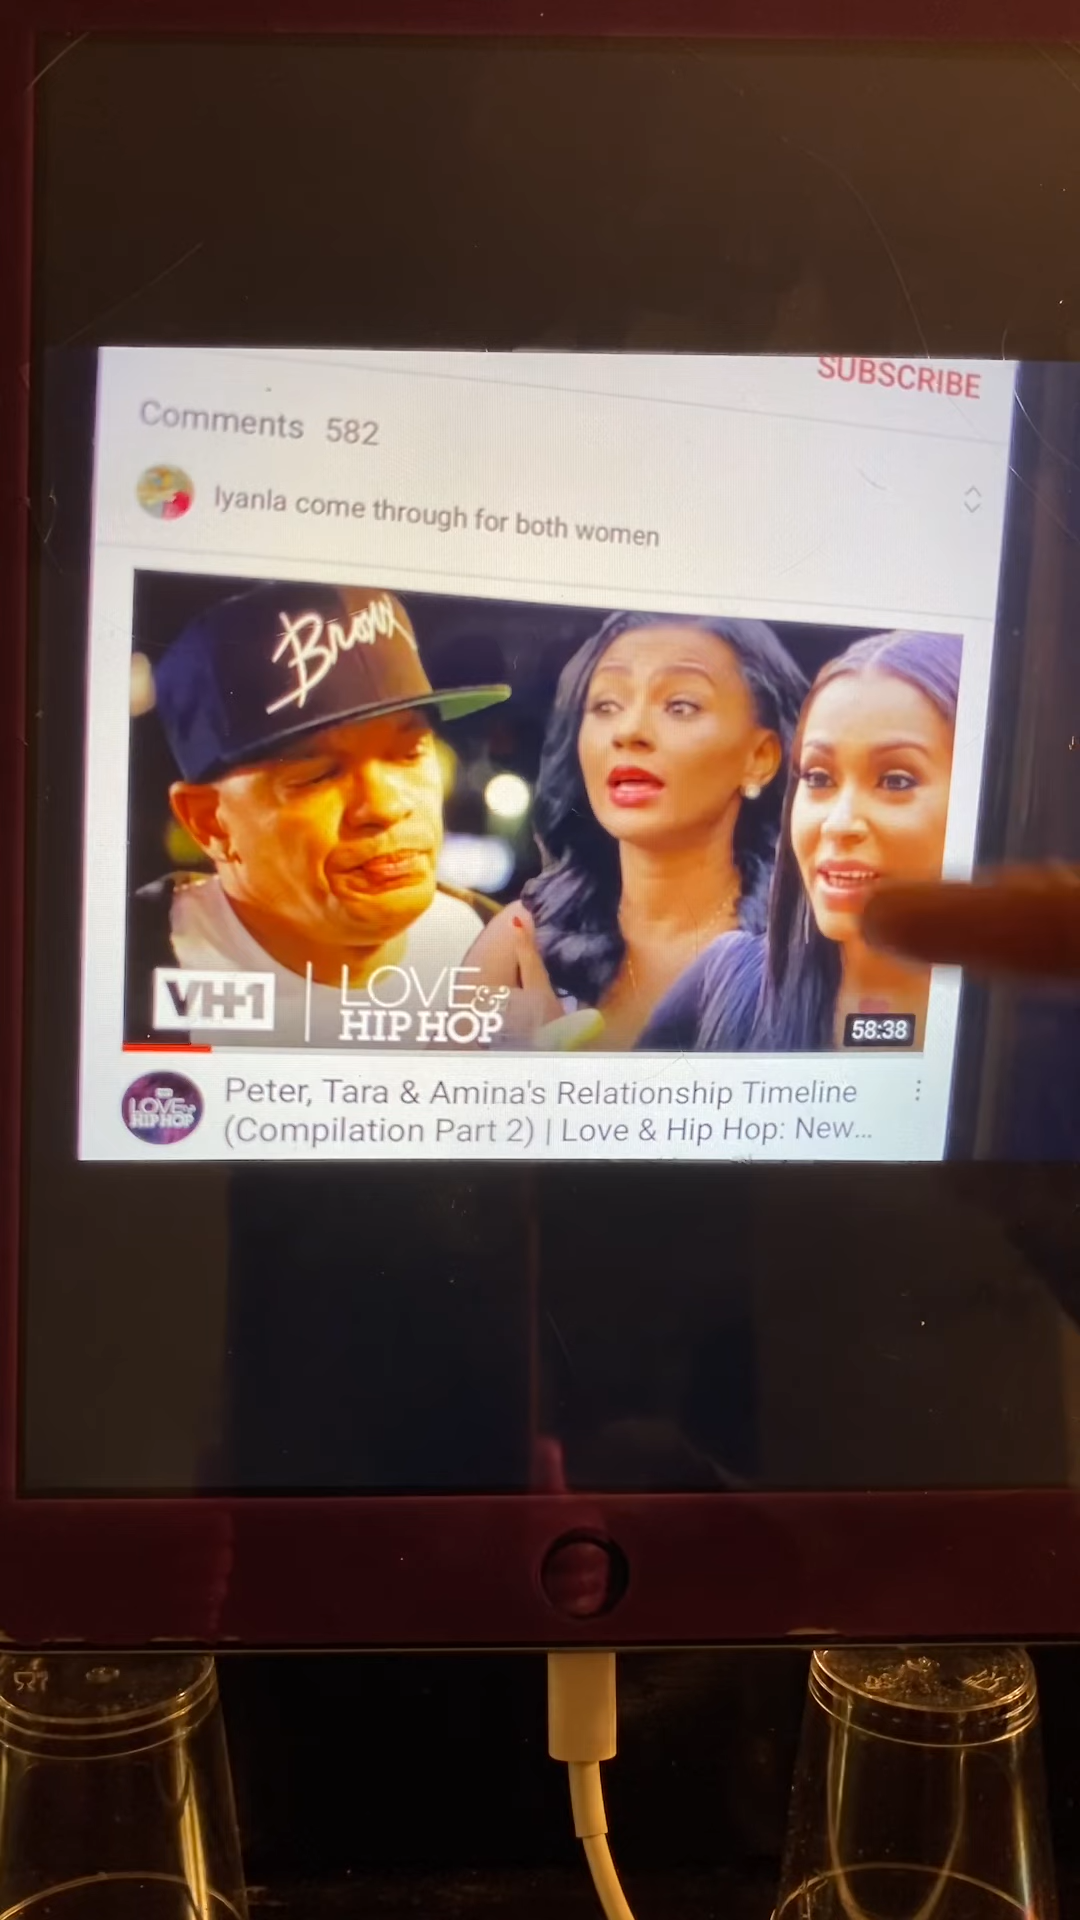 SUBSCRIBE
Comments 582
Iyanla come through for both women
Bronx
VH1
LOVE &
HIP HOP
58:38
LOVE &
HIP HOP
Peter, Tara & Amina's Relationship Timeline
(Compilation Part 2) | Love & Hip Hop: New...